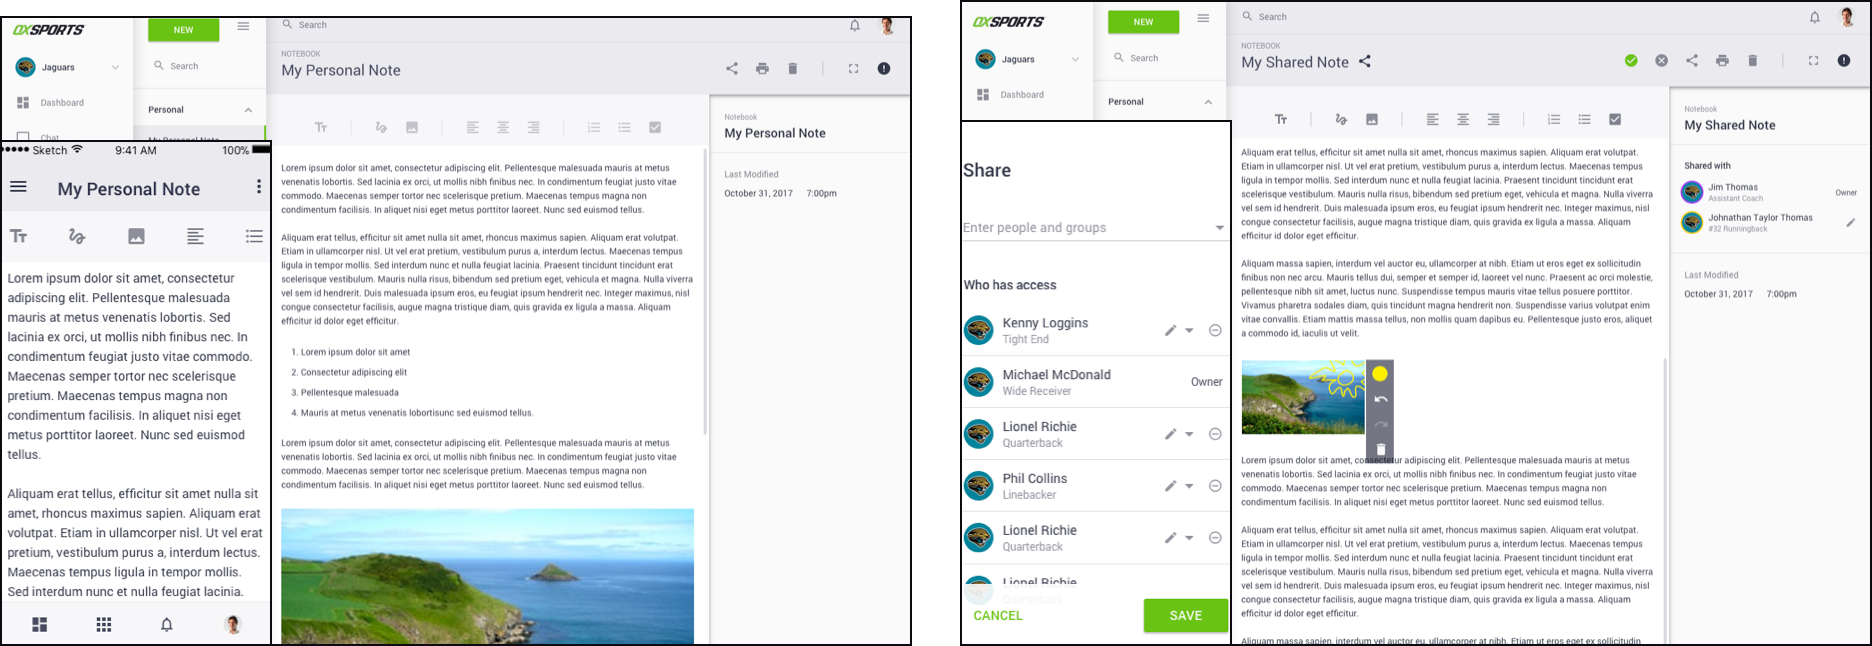 OXSPORTS
NEW
Search
Jaguars
Search
Dashboard
Personal
Chat
My Personal Note
NOTEBOOK
My Personal Note
Notebook
My Personal Note
Last Modified
October 31, 2017 7:00pm
Tt
Lorem ipsum dolor sit amet, consectetur adipiscing elit. Pellentesque malesuada mauris at metus
venenatis lobortis. Sed lacinia ex orci, ut mollis nibh finibus nec. In condimentum feugiat justo vitae
commodo. Maecenas semper tortor nec scelerisque pretium. Maecenas tempus magna non
condimentum facilisis. In aliquet nisi eget metus porttitor laoreet. Nunc sed euismod tellus.
Aliquam erat tellus, efficitur sit amet nulla sit amet, rhoncus maximus sapien. Aliquam erat volutpat.
Etiam in ullamcorper nisl. Ut vel erat pretium, vestibulum purus a, interdum lectus. Maecenas tempus
ligula in tempor mollis. Sed interdum nunc et nulla feugiat lacinia. Praesent tincidunt tincidunt erat
scelerisque vestibulum. Mauris nulla risus, bibendum sed pretium eget, vehicula et magna. Nulla viverra
vel sem id hendrerit. Duis malesuada ipsum eros, eu feugiat ipsum hendrerit nec. Integer maximus, nisl
congue consectetur facilisis, augue magna tristique diam, quis gravida ex ligula a massa. Aliquam
efficitur id dolor eget efficitur.
1. Lorem ipsum dolor sit amet
2. Consectetur adipiscing elit
3. Pellentesque malesuada
4. Mauris at metus venenatis lobortisunc sed euismod tellus.
Lorem ipsum dolor sit amet, consectetur adipiscing elit. Pellentesque malesuada mauris at metus
venenatis lobortis. Sed lacinia ex orci, ut mollis nibh finibus nec. In condimentum feugiat justo vitae
commodo. Maecenas semper tortor nec scelerisque pretium. Maecenas tempus magna non
condimentum facilisis. In aliquet nisi eget metus porttitor laoreet. Nunc sed euismod tellus.
Sketch 9:41 AM 100%
My Personal Note
Tt
Lorem ipsum dolor sit amet, consectetur
adipiscing elit. Pellentesque malesuada
mauris at metus venenatis lobortis. Sed
lacinia ex orci, ut mollis nibh finibus nec. In
condimentum feugiat justo vitae commodo.
Maecenas semper tortor nec scelerisque
pretium. Maecenas tempus magna non
condimentum facilisis. In aliquet nisi eget
metus porttitor laoreet. Nunc sed euismod
tellus.
Aliquam erat tellus, efficitur sit amet nulla sit
amet, rhoncus maximus sapien. Aliquam erat
volutpat. Etiam in ullamcorper nisl. Ut vel erat
pretium, vestibulum purus a, interdum lectus.
Maecenas tempus ligula in tempor mollis.
Sed interdum nunc et nulla feugiat lacinia.
OXSPORTS
NEW
Search
Jaguars
Search
Dashboard
Personal
NOTEBOOK
My Shared Note
Notebook
My Shared Note
Shared with
Jim Thomas
Assistant Coach
Owner
Johnathan Taylor Thomas
#32 Runningback
Last Modified
October 31, 2017 7:00pm
Share
Enter people and groups
Who has access
Kenny Loggins
Tight End
Michael McDonald
Wide Receiver
Owner
Lionel Richie
Quarterback
Phil Collins
Linebacker
Lionel Richie
Quarterback
Lionel Richie
Quarterback
CANCEL
SAVE
Tt
Aliquam erat tellus, efficitur sit amet nulla sit amet, rhoncus maximus sapien. Aliquam erat volutpat.
Etiam in ullamcorper nisl. Ut vel erat pretium, vestibulum purus a, interdum lectus. Maecenas tempus
ligula in tempor mollis. Sed interdum nunc et nulla feugiat lacinia. Praesent tincidunt tincidunt erat
scelerisque vestibulum. Mauris nulla risus, bibendum sed pretium eget, vehicula et magna. Nulla viverra
vel sem id hendrerit. Duis malesuada ipsum eros, eu feugiat ipsum hendrerit nec. Integer maximus, nisl
congue consectetur facilisis, augue magna tristique diam, quis gravida ex ligula a massa. Aliquam
efficitur id dolor eget efficitur.
Aliquam massa sapien, interdum vel auctor eu, ullamcorper at nibh. Etiam ut eros eget ex sollicitudin
finibus non nec arcu. Mauris tellus dui, semper et semper id, laoreet vel nunc. Praesent ac orci molestie,
pellentesque nibh sit amet, luctus nunc. Suspendisse tempus mauris vitae tellus posuere porttitor.
Vivamus pharetra sodales diam, quis tincidunt magna hendrerit non. Suspendisse varius volutpat enim
vitae convallis. Etiam mattis massa tellus, non mollis quam dapibus eu. Pellentesque justo eros, aliquet
a commodo id, iaculis ut velit.
Lorem ipsum dolor sit amet, consectetur adipiscing elit. Pellentesque malesuada mauris at metus
venenatis lobortis. Sed lacinia ex orci, ut mollis nibh finibus nec. In condimentum feugiat justo vitae
commodo. Maecenas semper tortor nec scelerisque pretium. Maecenas tempus magna non
condimentum facilisis. In aliquet nisi eget metus porttitor laoreet. Nunc sed euismod tellus.
Aliquam erat tellus, efficitur sit amet nulla sit amet, rhoncus maximus sapien. Aliquam erat volutpat.
Etiam in ullamcorper nisl. Ut vel erat pretium, vestibulum purus a, interdum lectus. Maecenas tempus
ligula in tempor mollis. Sed interdum nunc et nulla feugiat lacinia. Praesent tincidunt tincidunt erat
scelerisque vestibulum. Mauris nulla risus, bibendum sed pretium eget, vehicula et magna. Nulla viverra
vel sem id hendrerit. Duis malesuada ipsum eros, eu feugiat ipsum hendrerit nec. Integer maximus, nisl
congue consectetur facilisis, augue magna tristique diam, quis gravida ex ligula a massa. Aliquam
efficitur id dolor eget efficitur.
Aliquam massa sapien, interdum vel auctor eu, ullamcorper at nibh. Etiam ut eros eget ex sollicitudin